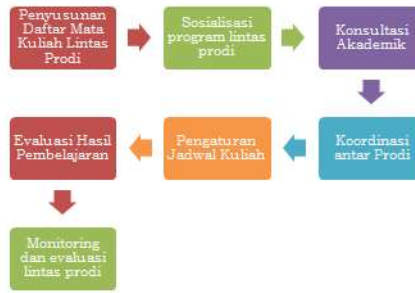 Penyusunan
Daftar Mata
Kuliah Lintas
Prodi
Sosialisasi
program lintas
prodi
Konsultasi
Akademik
Koordinasi
antar Prodi
Pengaturan
Jadwal Kuliah
Evaluasi Hasil
Pembelajaran
Monitoring
dan evaluasi
lintas prodi